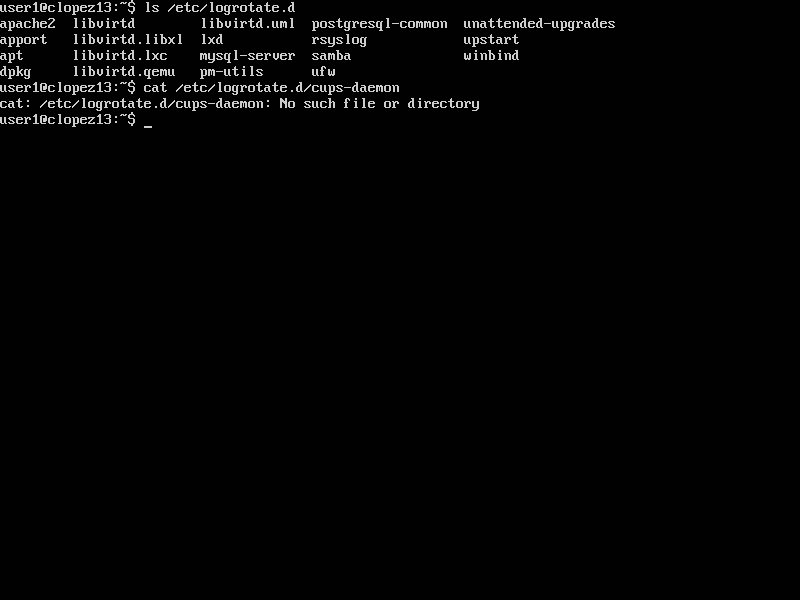 user1@clopez13:~$ ls /etc/logrotate.d
apache2  libvirtd        libvirtd.uml  postgresql-common  unattended-upgrades
apport   libvirtd.libxl  lxd           rsyslog            upstart
apt      libvirtd.lxc    mysql-server  samba              winbind
dpkg     libvirtd.qemu   pm-utils      ufw
user1@clopez13:~$ cat /etc/logrotate.d/cups-daemon
cat: /etc/logrotate.d/cups-daemon: No such file or directory
user1@clopez13:~$ _